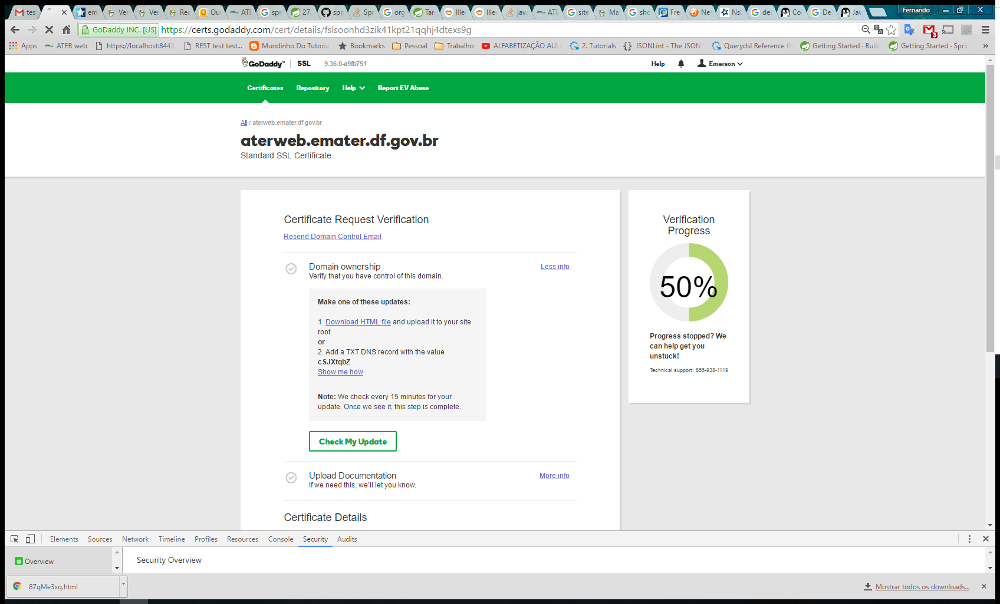 tes
em
Ver
Ver
Rec
Ou
ATE
spr
27.
spr
Spr
org
Tar
Ille
Ille
java
ATE
site
Ma
sho
Fre
Ne
Nsl
des
Co
De
Jav
Fernando
GoDaddy INC. [US]
https://certs.godaddy.com/cert/details/fslsoonhd3zik41kpt21qqhj4dtexs9g
3
Apps
ATER web
https://localhost:8443
REST test test...
Mundinho Do Tutoria
Bookmarks
Pessoal
Trabalho
ALFABETIZAÇÃO AUL
2. Tutorials
JSONLint - The JSON
Querydsl Reference G
Getting Started · Build
Getting Started · Sprin
»
GoDaddy™
SSL
9.36.0-a9fb751
Help
Emerson
Certificates
Repository
Help
Report EV Abuse
All / aterweb.emater.df.gov.br
aterweb.emater.df.gov.br
Standard SSL Certificate
Certificate Request Verification
Resend Domain Control Email
Domain ownership
Less info
Verify that you have control of this domain.
Make one of these updates:
1. Download HTML file and upload it to your site
root
or
2. Add a TXT DNS record with the value
cSJXtqbZ
Show me how
Note: We check every 15 minutes for your
update. Once we see it, this step is complete.
Check My Update
Upload Documentation
More info
If we need this, we'll let you know.
Certificate Details
Verification
Progress
50%
Progress stopped? We
can help get you
unstuck!
Technical support: 866-938-1119
Elements
Sources
Network
Timeline
Profiles
Resources
Console
Security
Audits
Overview
Security Overview
87qMe3xq.html
Mostrar todos os downloads...